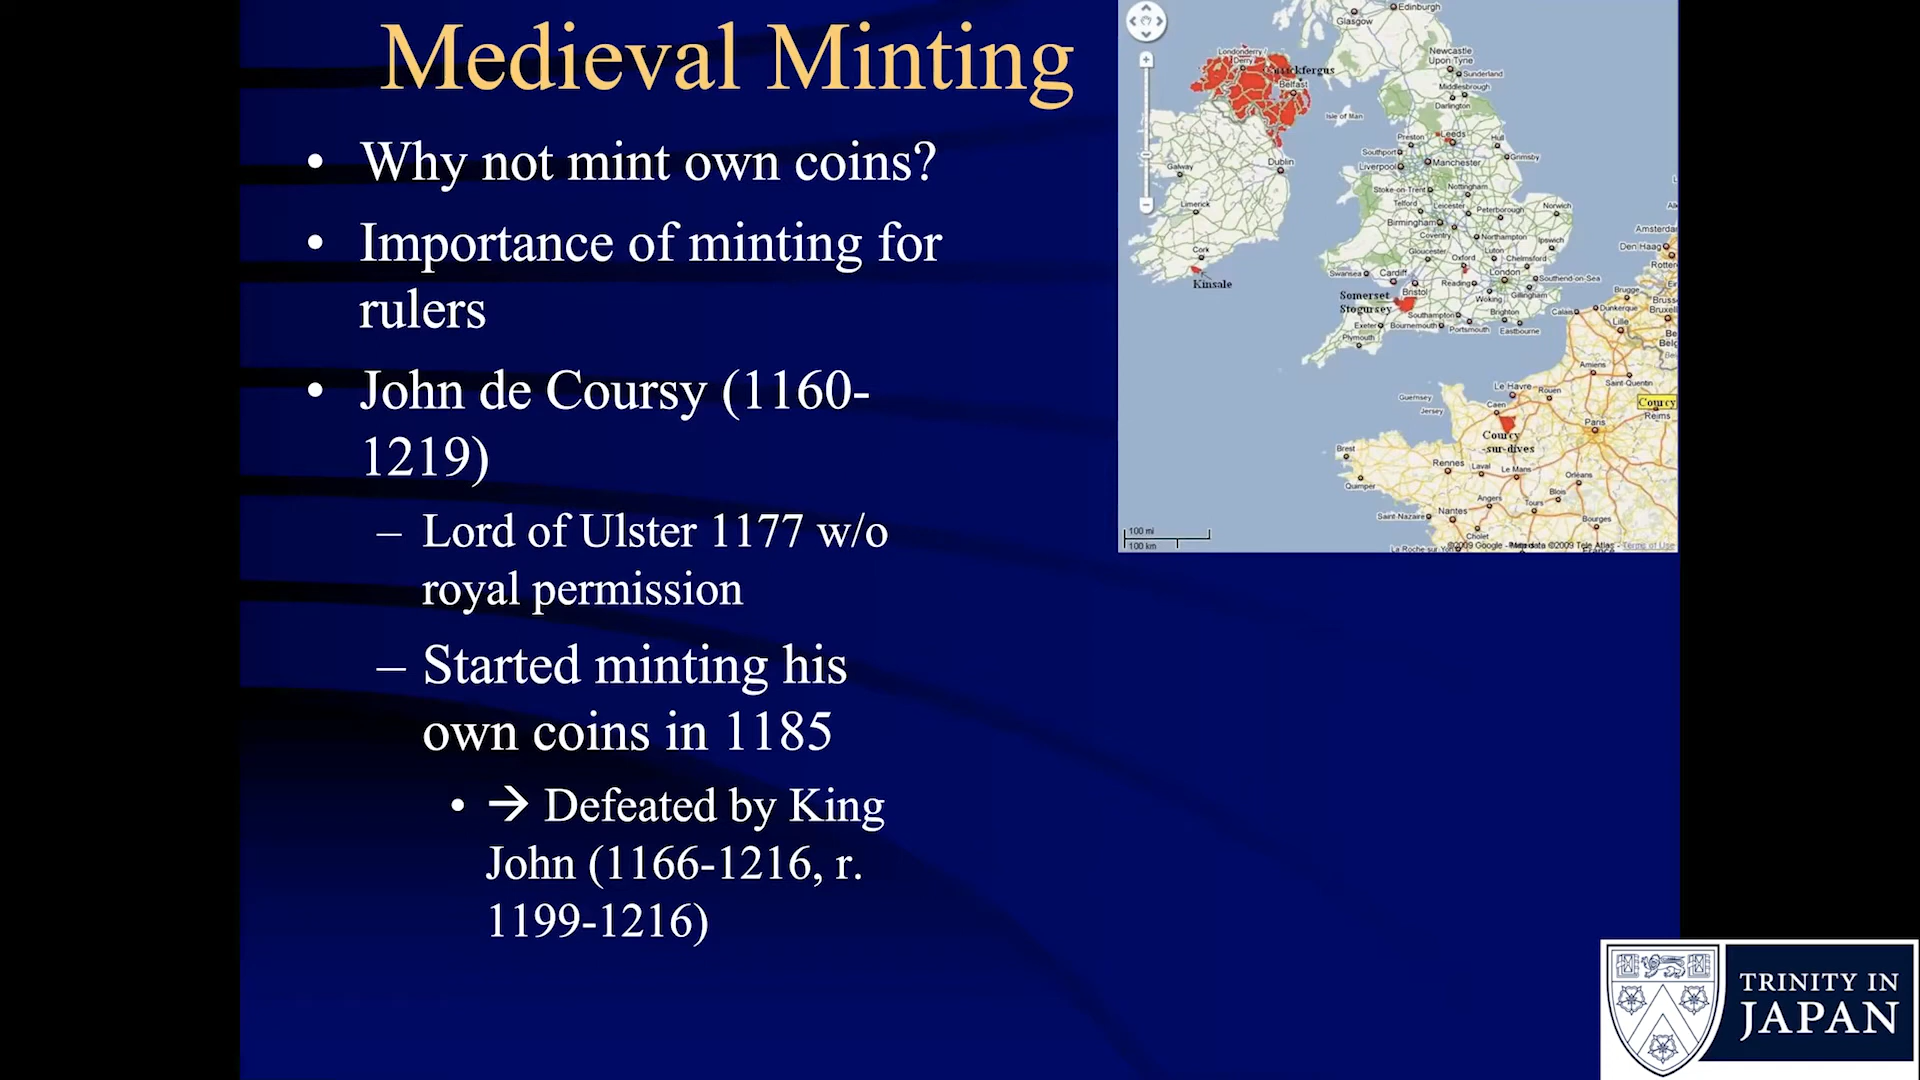 Medieval Minting
• Why not mint own coins?
• Importance of minting for
rulers
• John de Coursy (1160-
1219)
– Lord of Ulster 1177 w/o
royal permission
– Started minting his
own coins in 1185
• → Defeated by King
John (1166-1216, r.
1199-1216)
Edinburgh
Glasgow
Newcastle
Upon Tyne
Sunderland
Londonderry /
Derry
Belfast
Middlesbrough
Darlington
Isle of Man
Preston
Leeds
Hull
Southport
Grimsby
Liverpool
Manchester
Galway
Dublin
Stoke-on-Trent
Nottingham
Limerick
Telford
Leicester
Peterborough
Norwich
Birmingham
Coventry
Northampton
Ipswich
Amsterda
Den Haag
Rotter
Cork
Gloucester
Oxford
Luton
Chelmsford
Kinsale
Swansea
Cardiff
London
Southend-on-Sea
Bristol
Reading
Woking
Gillingham
Brugge
Somerset
Stogursey
Southampton
Brighton
Calais
Dunkerque
Lille
Exeter
Bournemouth
Portsmouth
Eastbourne
Plymouth
Amiens
Saint-Quentin
Le Havre
Rouen
Guernsey
Jersey
Caen
Courcy
Reims
Paris
Courcy
-sur-dives
Brest
Rennes
Laval
Le Mans
Quimper
Orléans
Angers
Blois
Tours
Saint-Nazaire
Nantes
Bourges
Cholet
100 mi
100 km
TRINITY IN
JAPAN